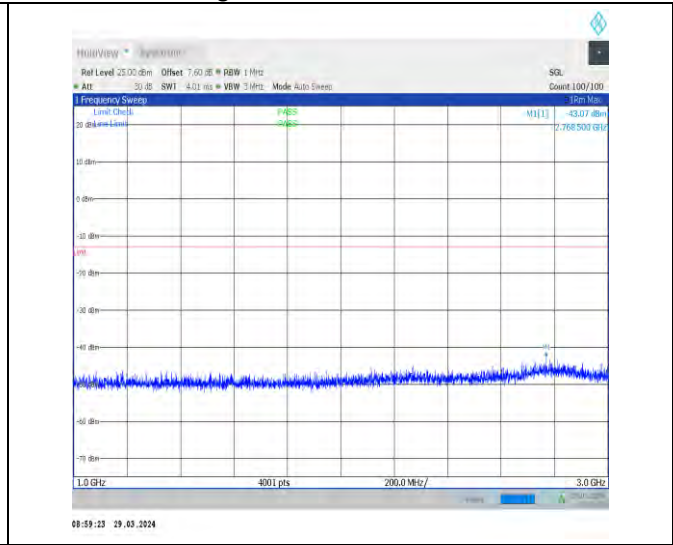 MultiView
Ref Level 25.00 dBm Offset 7.60 dB RBW 1 MHz SGL
Att 30 dB SWT 4.01 ms VBW 3 MHz Mode Auto Sweep Count 100/100
1 Frequency Sweep 1Rm Max
Limit Check PASS M1[1] -43.07 dBm
Line Limit PASS 2.768500 GHz
20 dBm
10 dBm
0 dBm
-10 dBm
-20 dBm
-30 dBm
-40 dBm
M1
-60 dBm
-70 dBm
1.0 GHz 4001 pts 200.0 MHz/ 3.0 GHz
08:59:23 29.03.2024